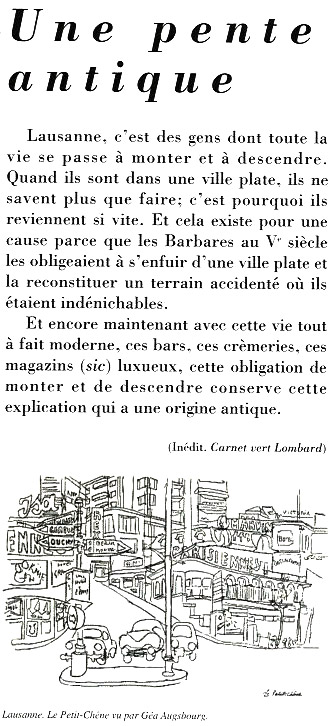 Une pente
antique
Lausanne, c'est des gens dont toute la
vie se passe à monter et à descendre.
Quand ils sont dans une ville plate, ils ne
savent plus que faire; c'est pourquoi ils
reviennent si vite. Et cela existe pour une
cause parce que les Barbares au Vᵉ siècle
les obligeaient à s'enfuir d'une ville plate et
la reconstituer un terrain accidenté où ils
étaient indénichables.
Et encore maintenant avec cette vie tout
à fait moderne, ces bars, ces crèmeries, ces
magazins (sic) luxueux, cette obligation de
monter et de descendre conserve cette
explication qui a une origine antique.
(Inédit. Carnet vert Lombard)
OUCHY
Le Petit-Chêne
Lausanne. Le Petit-Chêne vu par Géa Augsbourg.